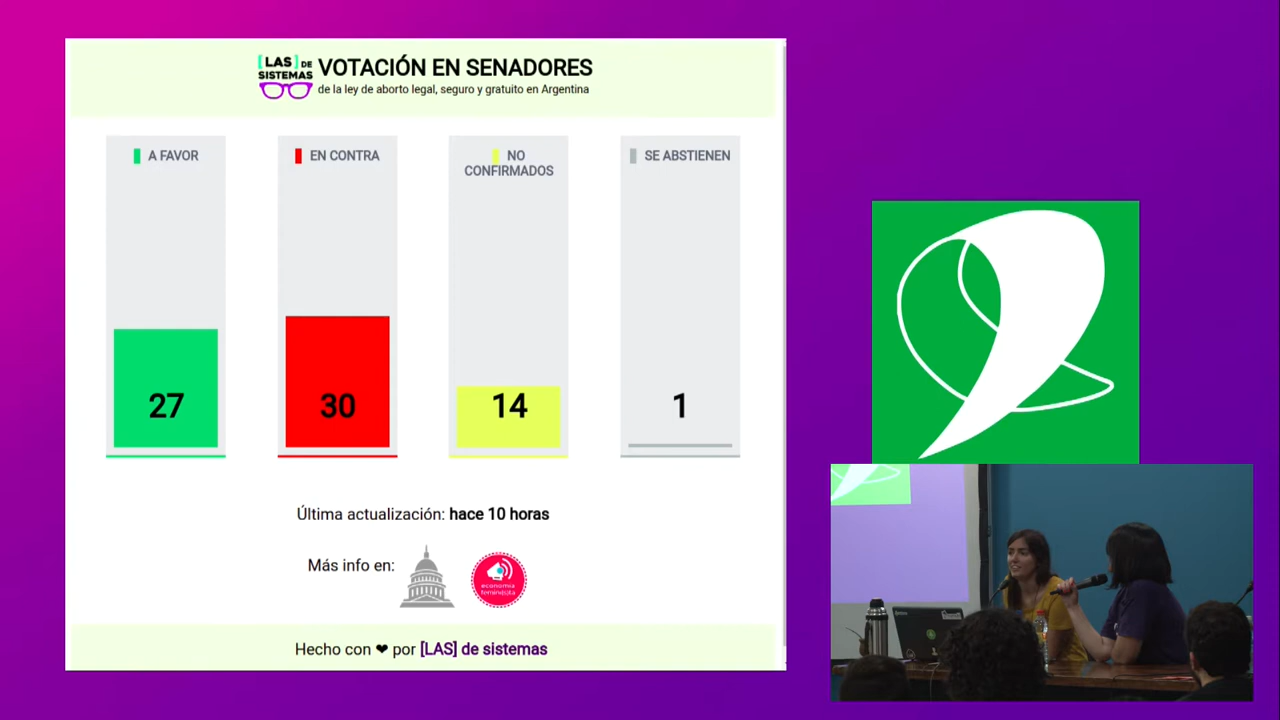 [LAS] DE
SISTEMAS
VOTACIÓN EN SENADORES
de la ley de aborto legal, seguro y gratuito en Argentina
A FAVOR
EN CONTRA
NO
CONFIRMADOS
SE ABSTIENEN
27
30
14
1
Última actualización: hace 10 horas
Más info en:
economía
feminis(t)a
Hecho con ❤ por [LAS] de sistemas